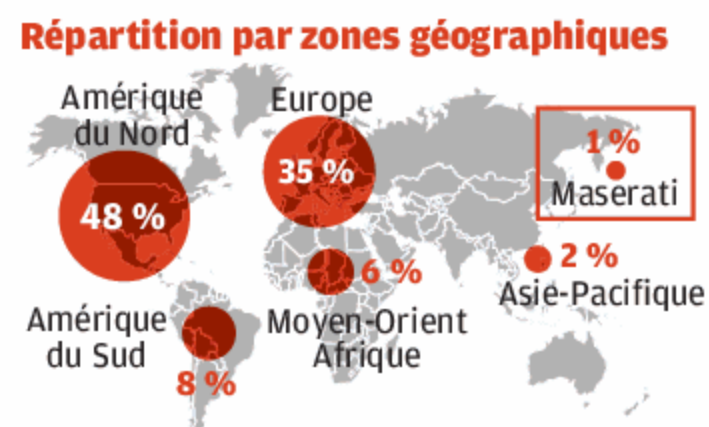 Répartition par zones géographiques
Amérique
du Nord
48 %
Europe
35 %
1 %
Maserati
2 %
Asie-Pacifique
6 %
Moyen-Orient
Afrique
Amérique
du Sud
8 %